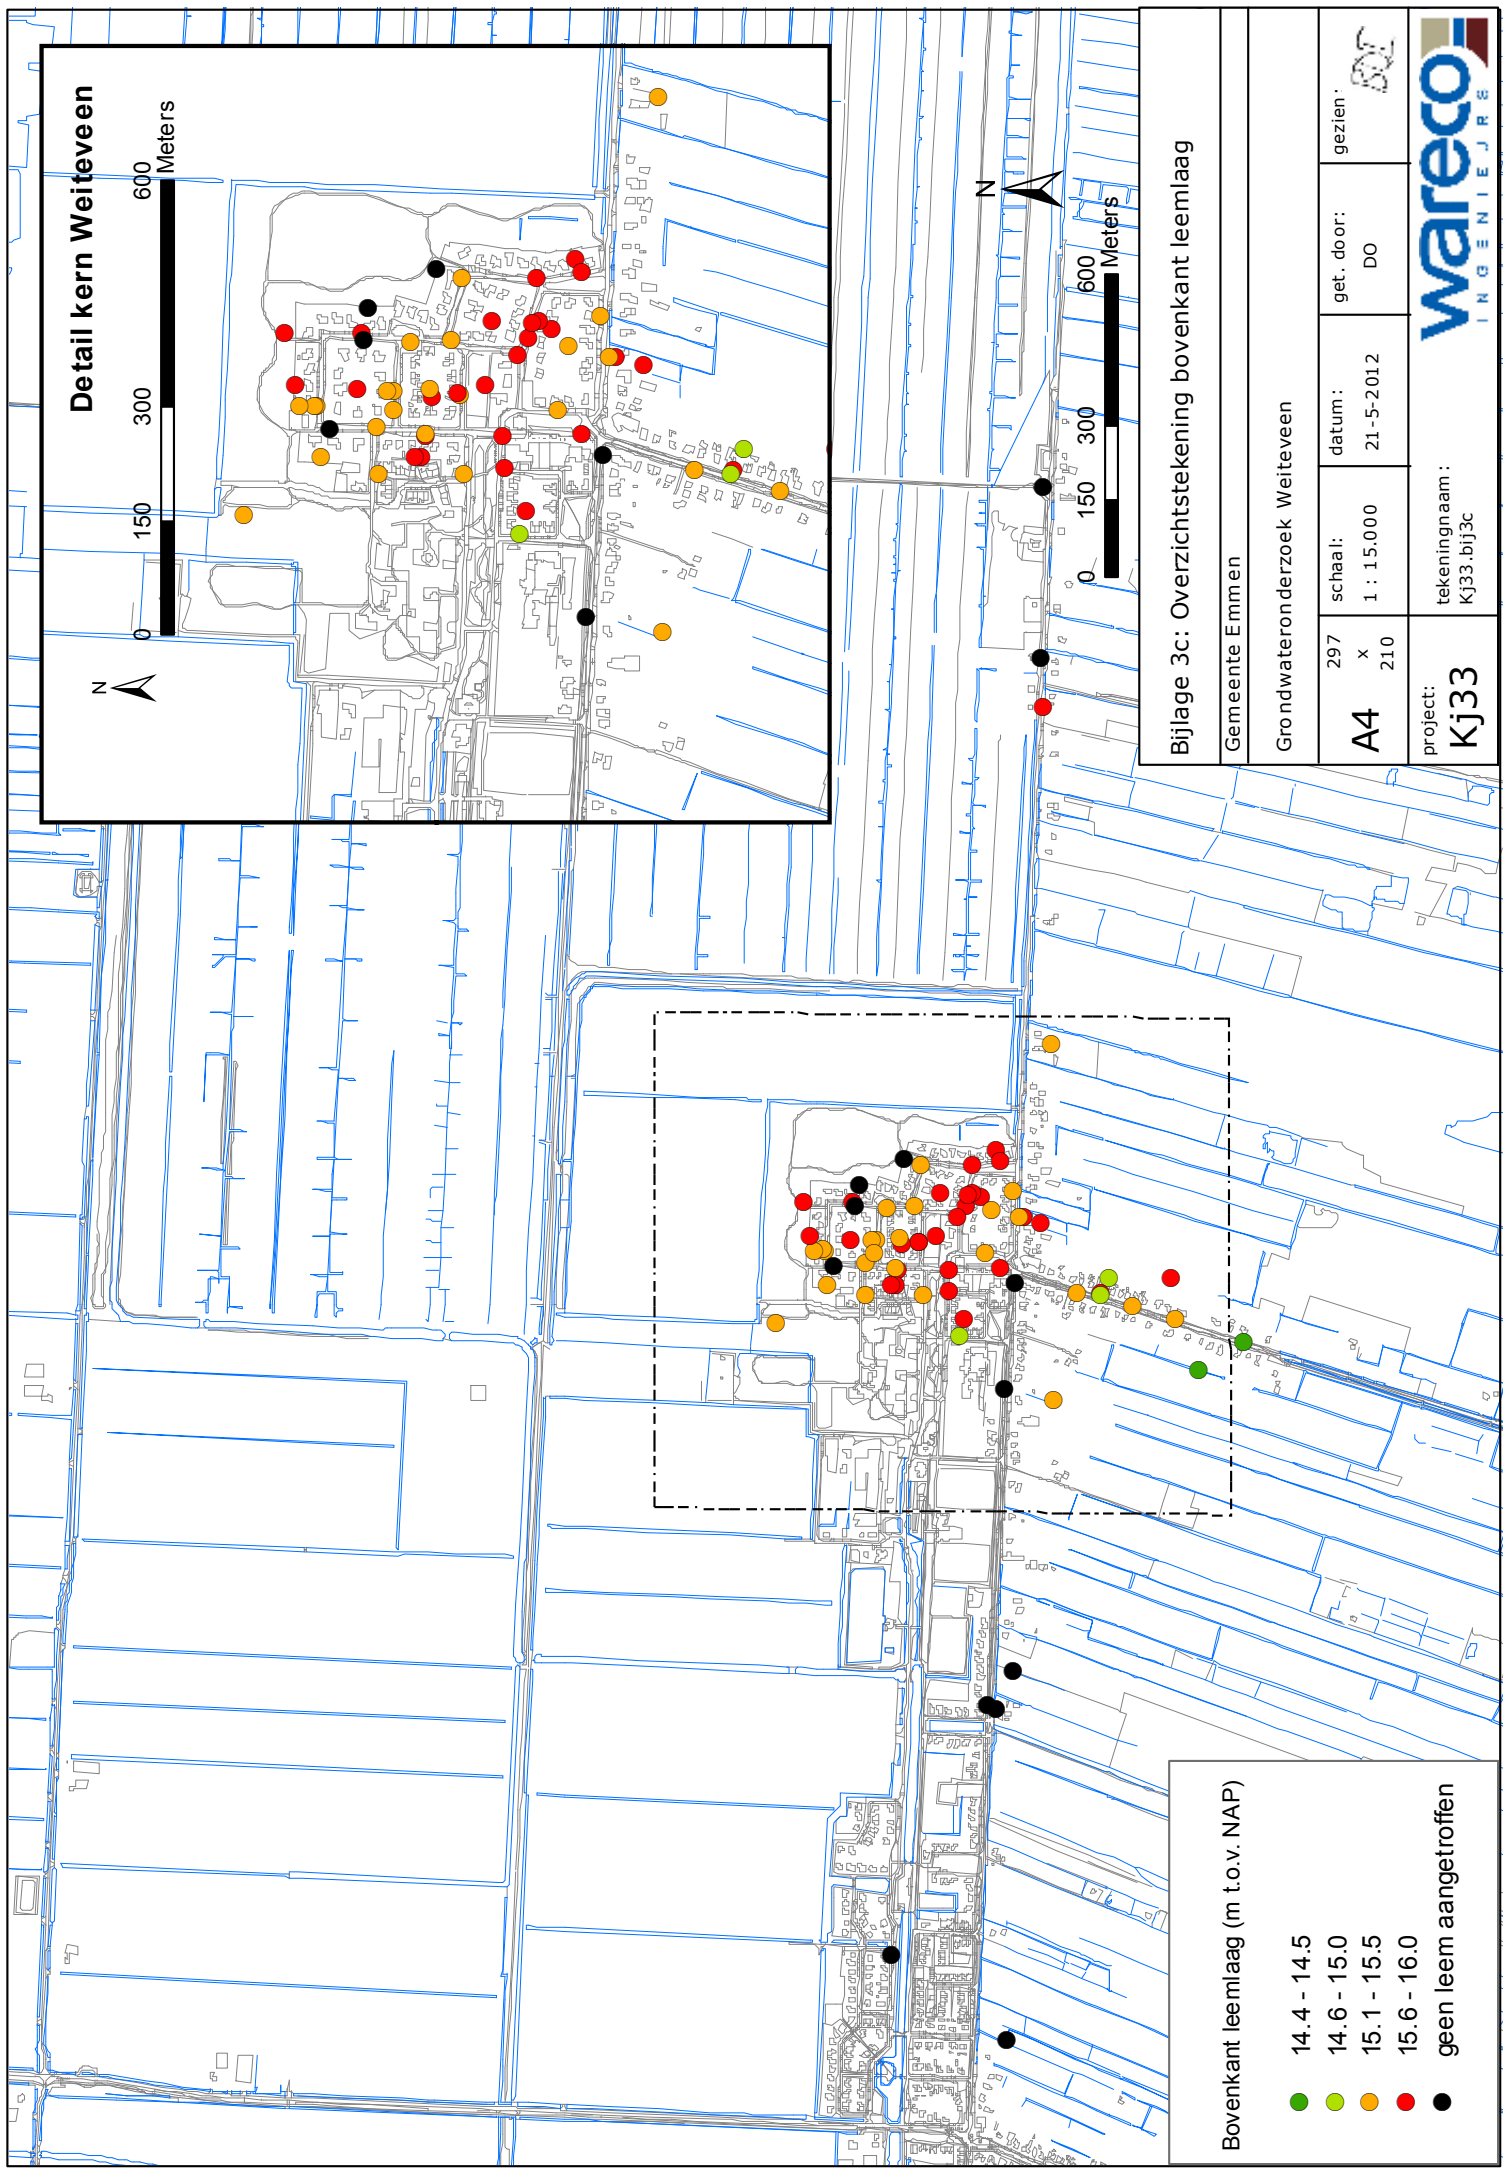 Detail kern Weiteveen
0 150 300 600
Meters
N
N
0 150 300 600
Meters
Bijlage 3c: Overzichtstekening bovenkant leemlaag
Gemeente Emmen
Grondwateronderzoek Weiteveen
A4
297
x
210
schaal:
1 : 15.000
datum:
21-5-2012
get. door:
DO
gezien:
project:
Kj33
tekeningnaam:
Kj33.bij3c
wareco
INGENIEURS
Bovenkant leemlaag (m t.o.v. NAP)
14.4 - 14.5
14.6 - 15.0
15.1 - 15.5
15.6 - 16.0
geen leem aangetroffen